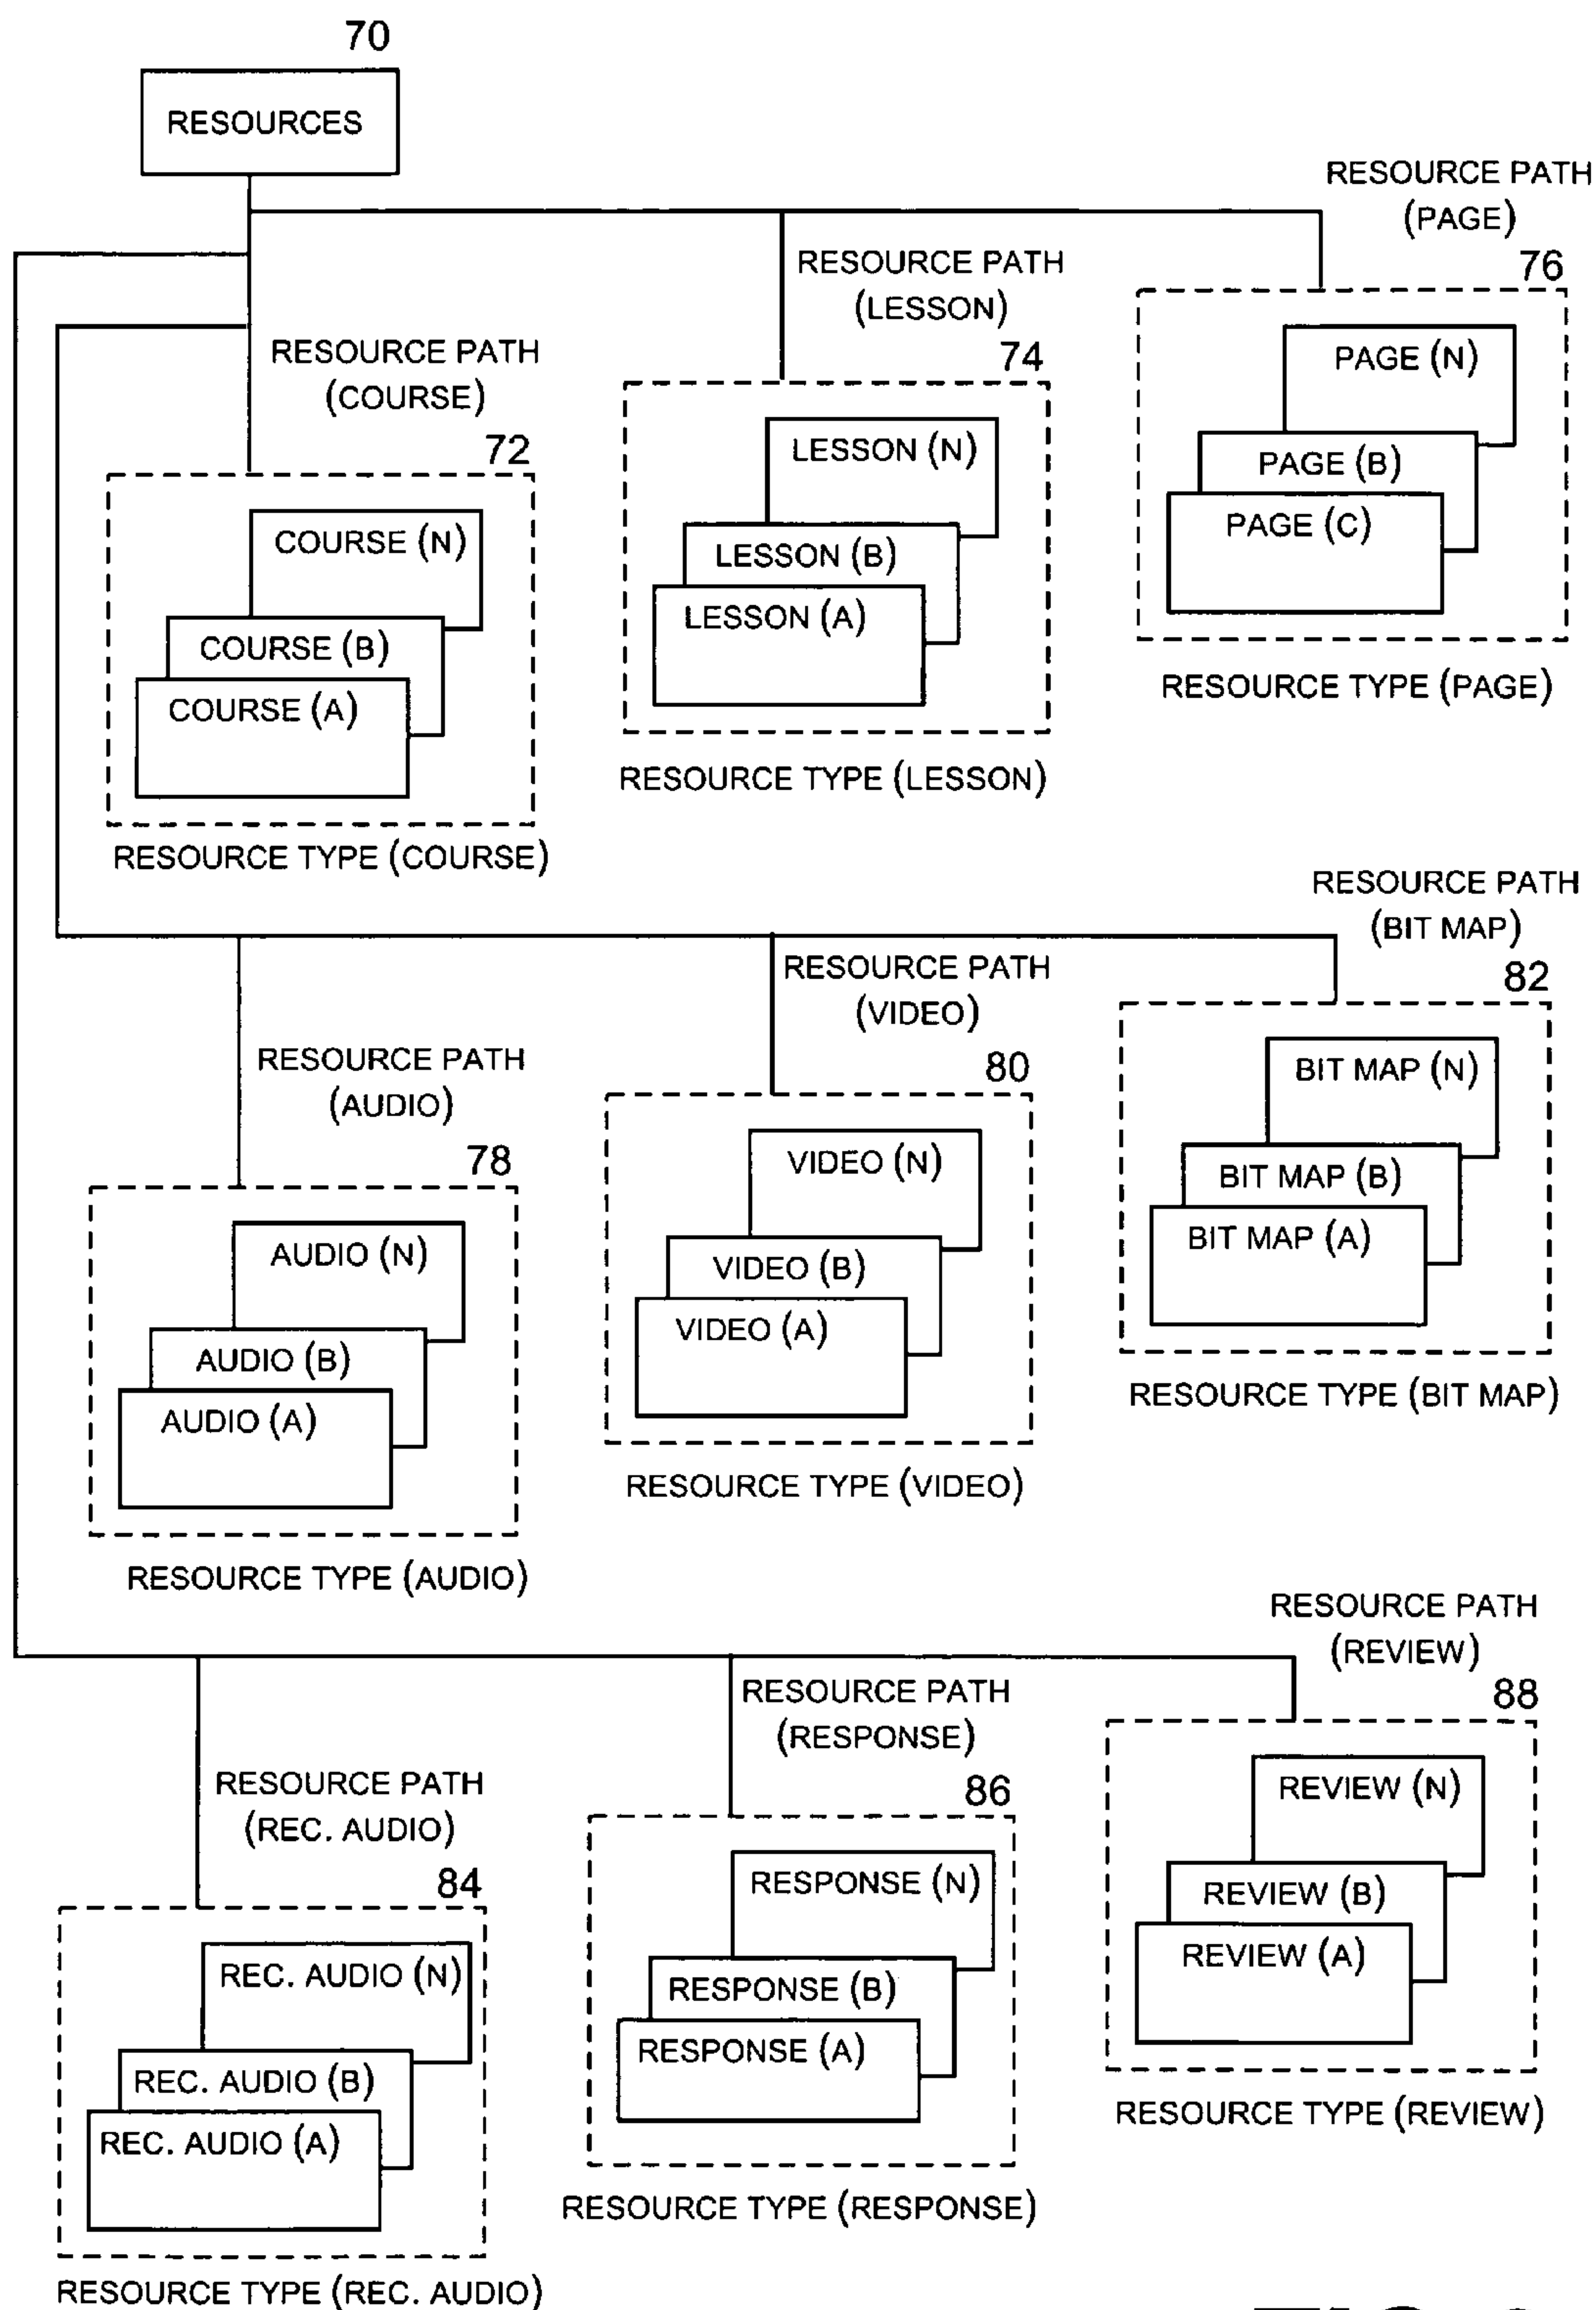 70
RESOURCES
RESOURCE PATH
(PAGE)
76
RESOURCE PATH
(LESSON)
74
RESOURCE PATH
(COURSE)
72
PAGE (N)
PAGE (B)
PAGE (C)
RESOURCE TYPE (PAGE)
LESSON (N)
LESSON (B)
LESSON (A)
RESOURCE TYPE (LESSON)
COURSE (N)
COURSE (B)
COURSE (A)
RESOURCE TYPE (COURSE)
RESOURCE PATH
(BIT MAP)
82
RESOURCE PATH
(VIDEO)
80
RESOURCE PATH
(AUDIO)
78
BIT MAP (N)
BIT MAP (B)
BIT MAP (A)
RESOURCE TYPE (BIT MAP)
VIDEO (N)
VIDEO (B)
VIDEO (A)
RESOURCE TYPE (VIDEO)
AUDIO (N)
AUDIO (B)
AUDIO (A)
RESOURCE TYPE (AUDIO)
RESOURCE PATH
(REVIEW)
88
RESOURCE PATH
(RESPONSE)
86
RESOURCE PATH
(REC. AUDIO)
84
REVIEW (N)
REVIEW (B)
REVIEW (A)
RESOURCE TYPE (REVIEW)
RESPONSE (N)
RESPONSE (B)
RESPONSE (A)
RESOURCE TYPE (RESPONSE)
REC. AUDIO (N)
REC. AUDIO (B)
REC. AUDIO (A)
RESOURCE TYPE (REC. AUDIO)